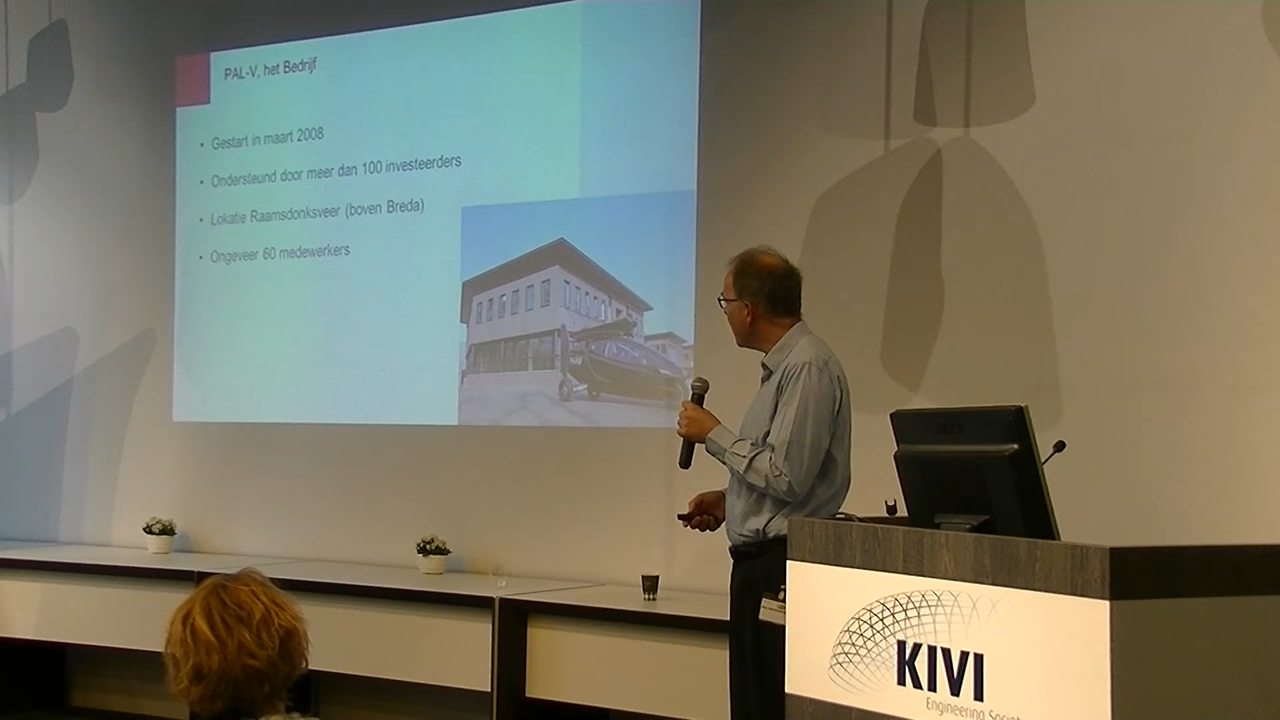 PAL-V, het Bedrijf
• Gestart in maart 2008
• Ondersteund door meer dan 100 investeerders
• Lokatie Raamsdonksveer (boven Breda)
• Ongeveer 60 medewerkers
KIVI
Engineering Societ